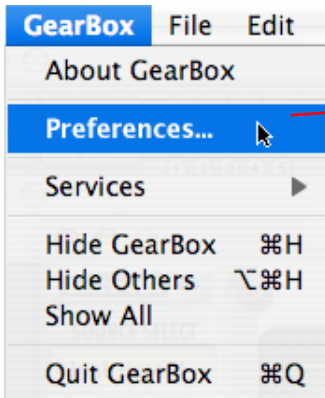 GearBox File Edit
About GearBox
Preferences...
Services
Hide GearBox ⌘H
Hide Others ⌥⌘H
Show All
Quit GearBox ⌘Q